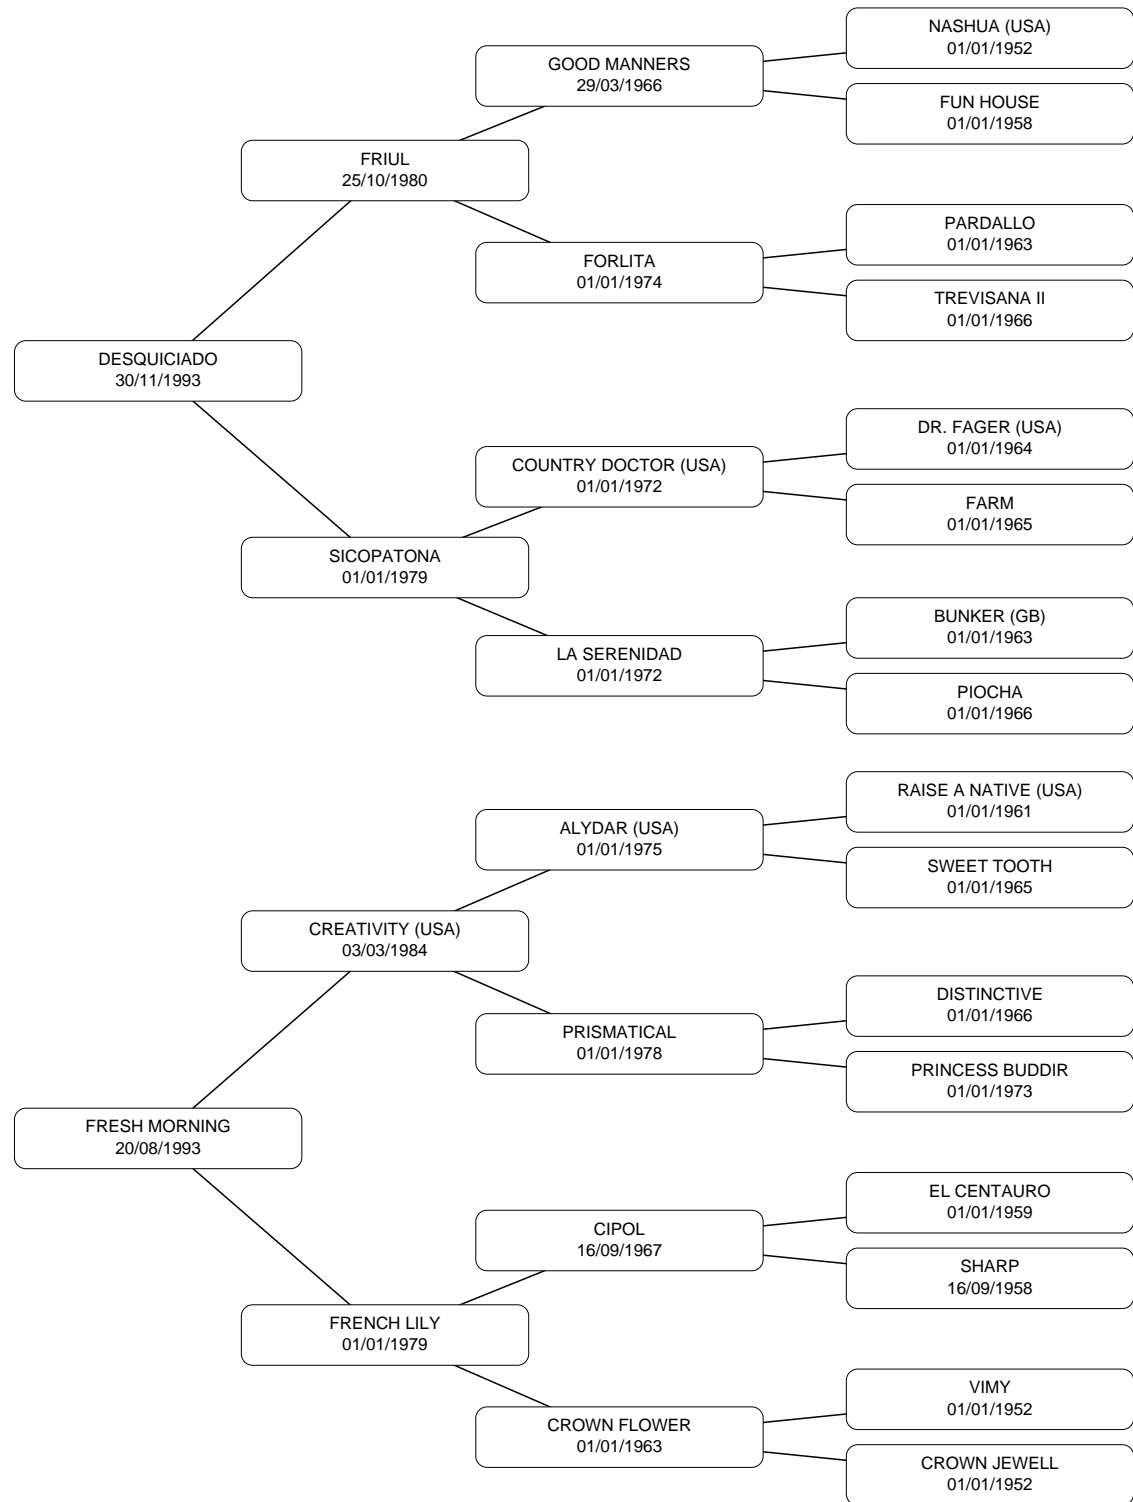 NASHUA (USA)
01/01/1952
GOOD MANNERS
29/03/1966
FUN HOUSE
01/01/1958
FRIUL
25/10/1980
PARDALLO
01/01/1963
FORLITA
01/01/1974
TREVISANA II
01/01/1966
DESQUICIADO
30/11/1993
DR. FAGER (USA)
01/01/1964
COUNTRY DOCTOR (USA)
01/01/1972
FARM
01/01/1965
SICOPATONA
01/01/1979
BUNKER (GB)
01/01/1963
LA SERENIDAD
01/01/1972
PIOCHA
01/01/1966
RAISE A NATIVE (USA)
01/01/1961
ALYDAR (USA)
01/01/1975
SWEET TOOTH
01/01/1965
CREATIVITY (USA)
03/03/1984
DISTINCTIVE
01/01/1966
PRISMATICAL
01/01/1978
PRINCESS BUDDIR
01/01/1973
FRESH MORNING
20/08/1993
EL CENTAURO
01/01/1959
CIPOL
16/09/1967
SHARP
16/09/1958
FRENCH LILY
01/01/1979
VIMY
01/01/1952
CROWN FLOWER
01/01/1963
CROWN JEWELL
01/01/1952